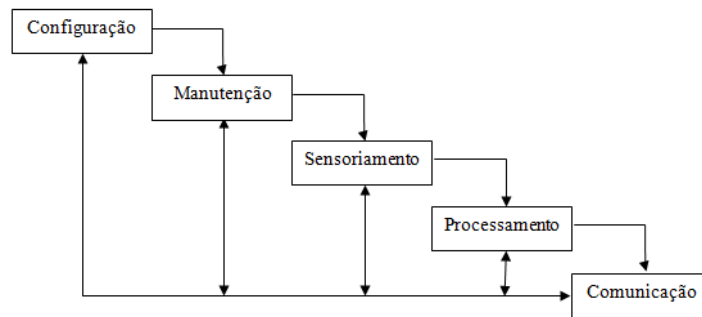 Configuração
Manutenção
Sensoriamento
Processamento
Comunicação